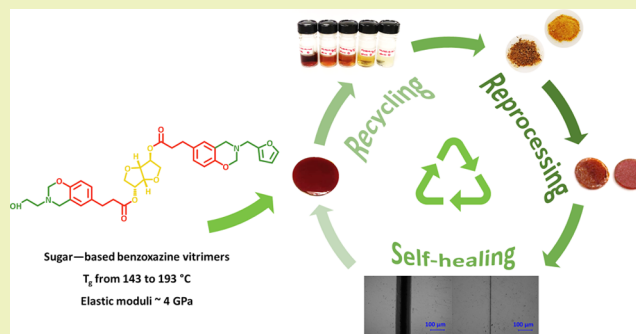 Recycling
Reprocessing
Self-healing
O
O
N
O
O
H
O
O
H
O
O
O
N
HO
Sugar—based benzoxazine vitrimers
Tg from 143 to 193 °C
Elastic moduli ~ 4 GPa
100 µm
100 µm